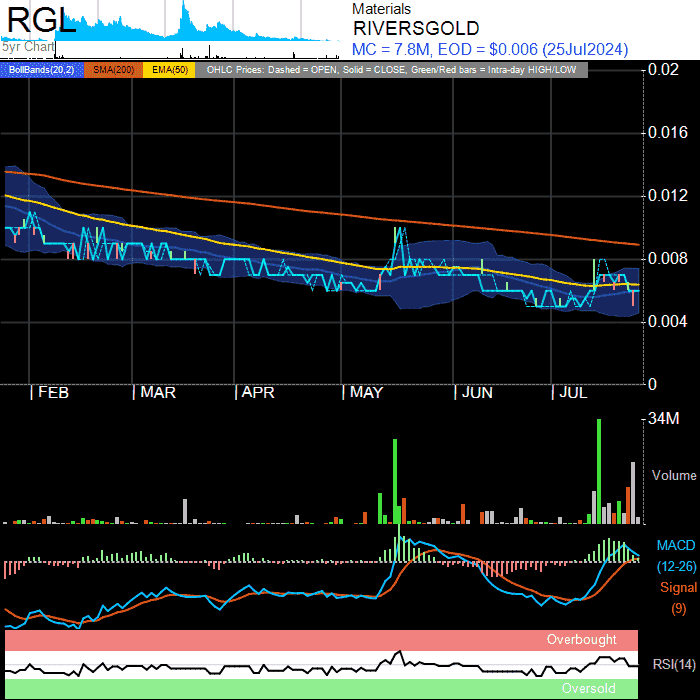 RGL
5yr Chart
Materials
RIVERSGOLD
MC = 7.8M, EOD = $0.006 (25Jul2024)
BollBands(20,2) SMA(200) EMA(50) OHLC Prices: Dashed = OPEN, Solid = CLOSE, Green/Red bars = Intra-day HIGH/LOW
0.02
0.016
0.012
0.008
0.004
0
| FEB | MAR | APR | MAY | JUN | JUL
34M
Volume
MACD
(12-26)
Signal
(9)
Overbought
RSI(14)
Oversold